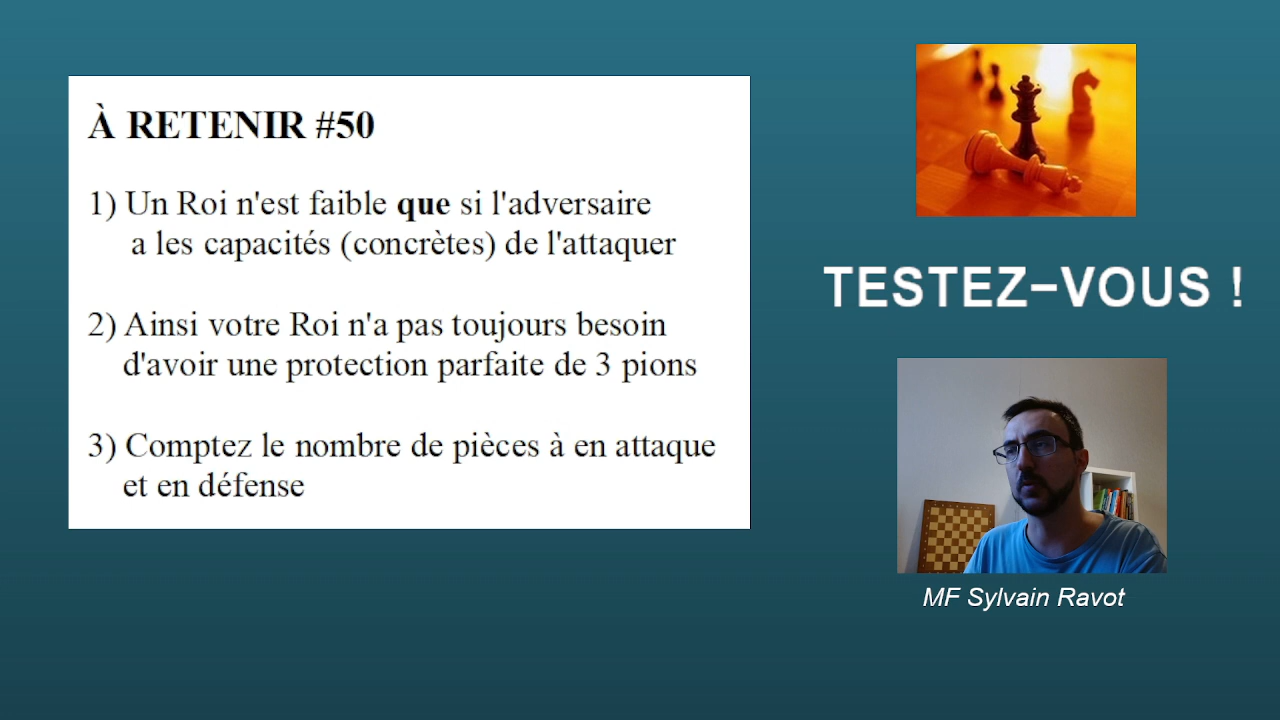 À RETENIR #50
1) Un Roi n'est faible que si l'adversaire
a les capacités (concrètes) de l'attaquer
2) Ainsi votre Roi n'a pas toujours besoin
d'avoir une protection parfaite de 3 pions
3) Comptez le nombre de pièces à en attaque
et en défense
TESTEZ-VOUS !
MF Sylvain Ravot